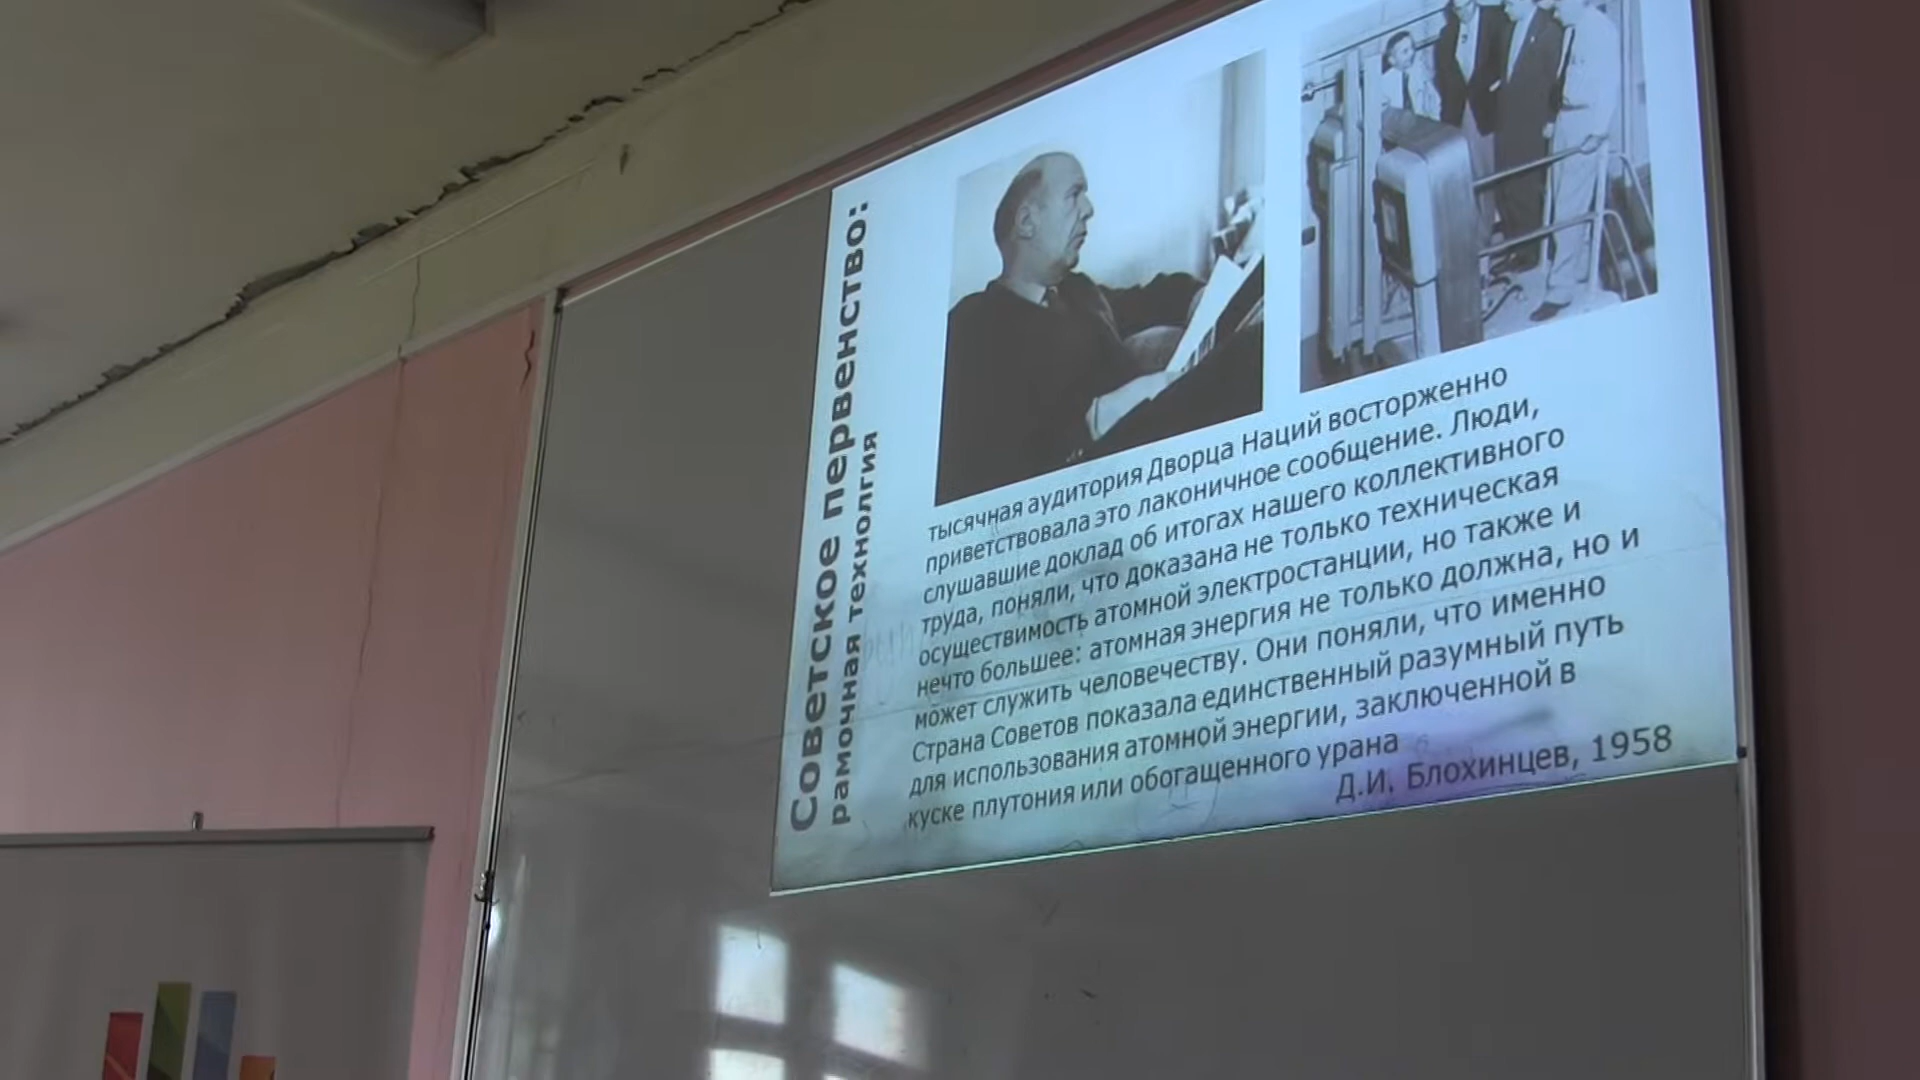 Советское первенство:
рамочная технолгия
тысячная аудитория Дворца Наций восторженно
приветствовала это лаконичное сообщение. Люди,
слушавшие доклад об итогах нашего коллективного
труда, поняли, что доказана не только техническая
осуществимость атомной электростанции, но также и
нечто большее: атомная энергия не только должна, но и
может служить человечеству. Они поняли, что именно
Страна Советов показала единственный разумный путь
для использования атомной энергии, заключенной в
куске плутония или обогащенного урана
Д.И. Блохинцев, 1958